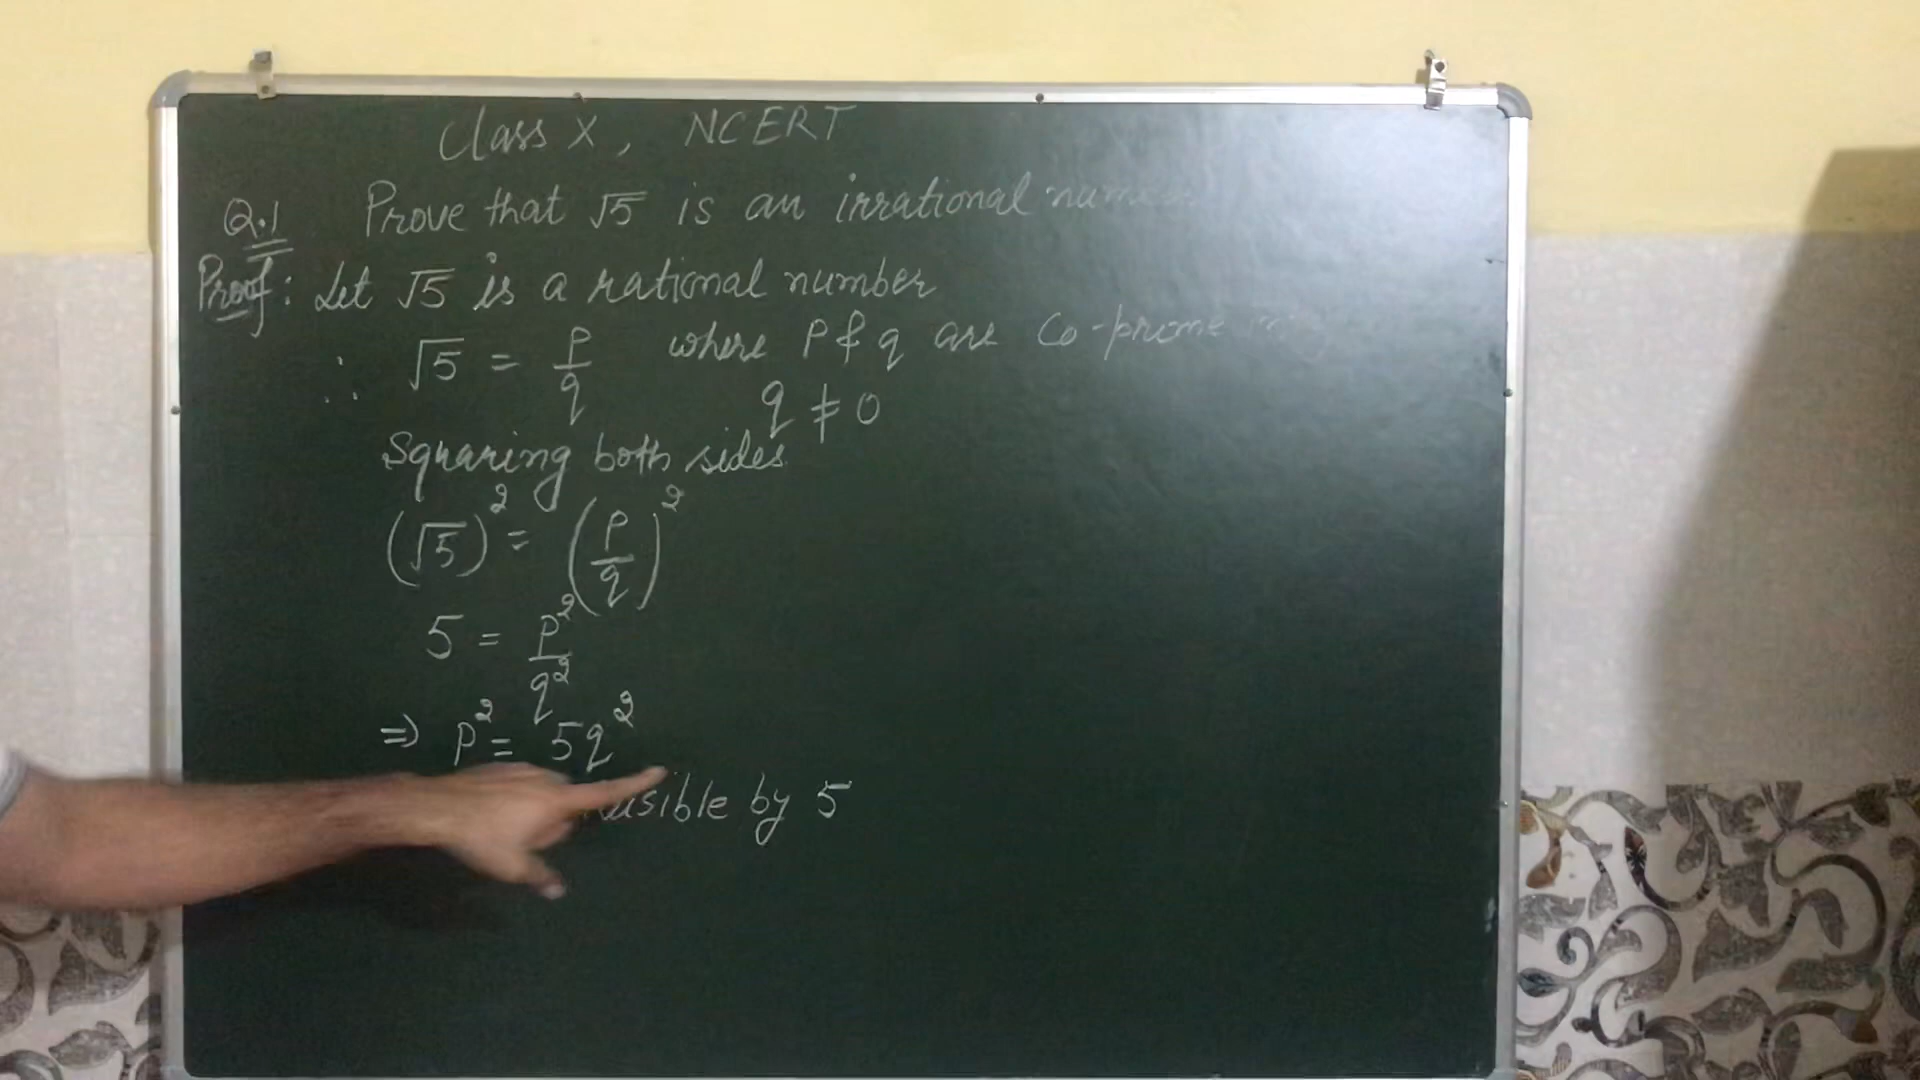 Class X, NCERT
Q.1 Prove that √5 is an irrational
Proof: Let √5 is a rational number
∴ √5 = p/q where P & q are co-prime
q ≠ 0
Squaring both sides
(√5)² = (p/q)²
5 = p²/q²
⇒ p² = 5q²
by 5